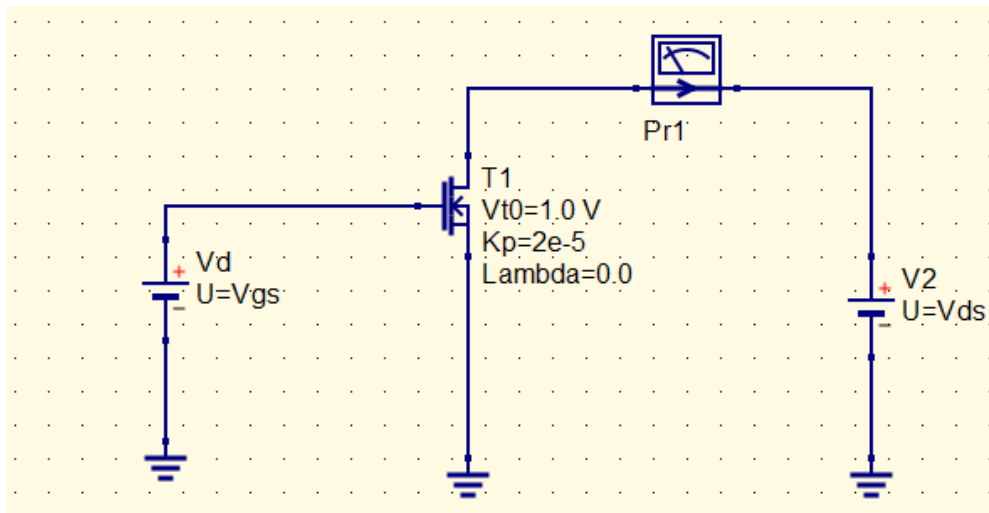 Pr1
T1
Vt0=1.0 V
Kp=2e-5
Lambda=0.0
Vd
U=Vgs
V2
U=Vds